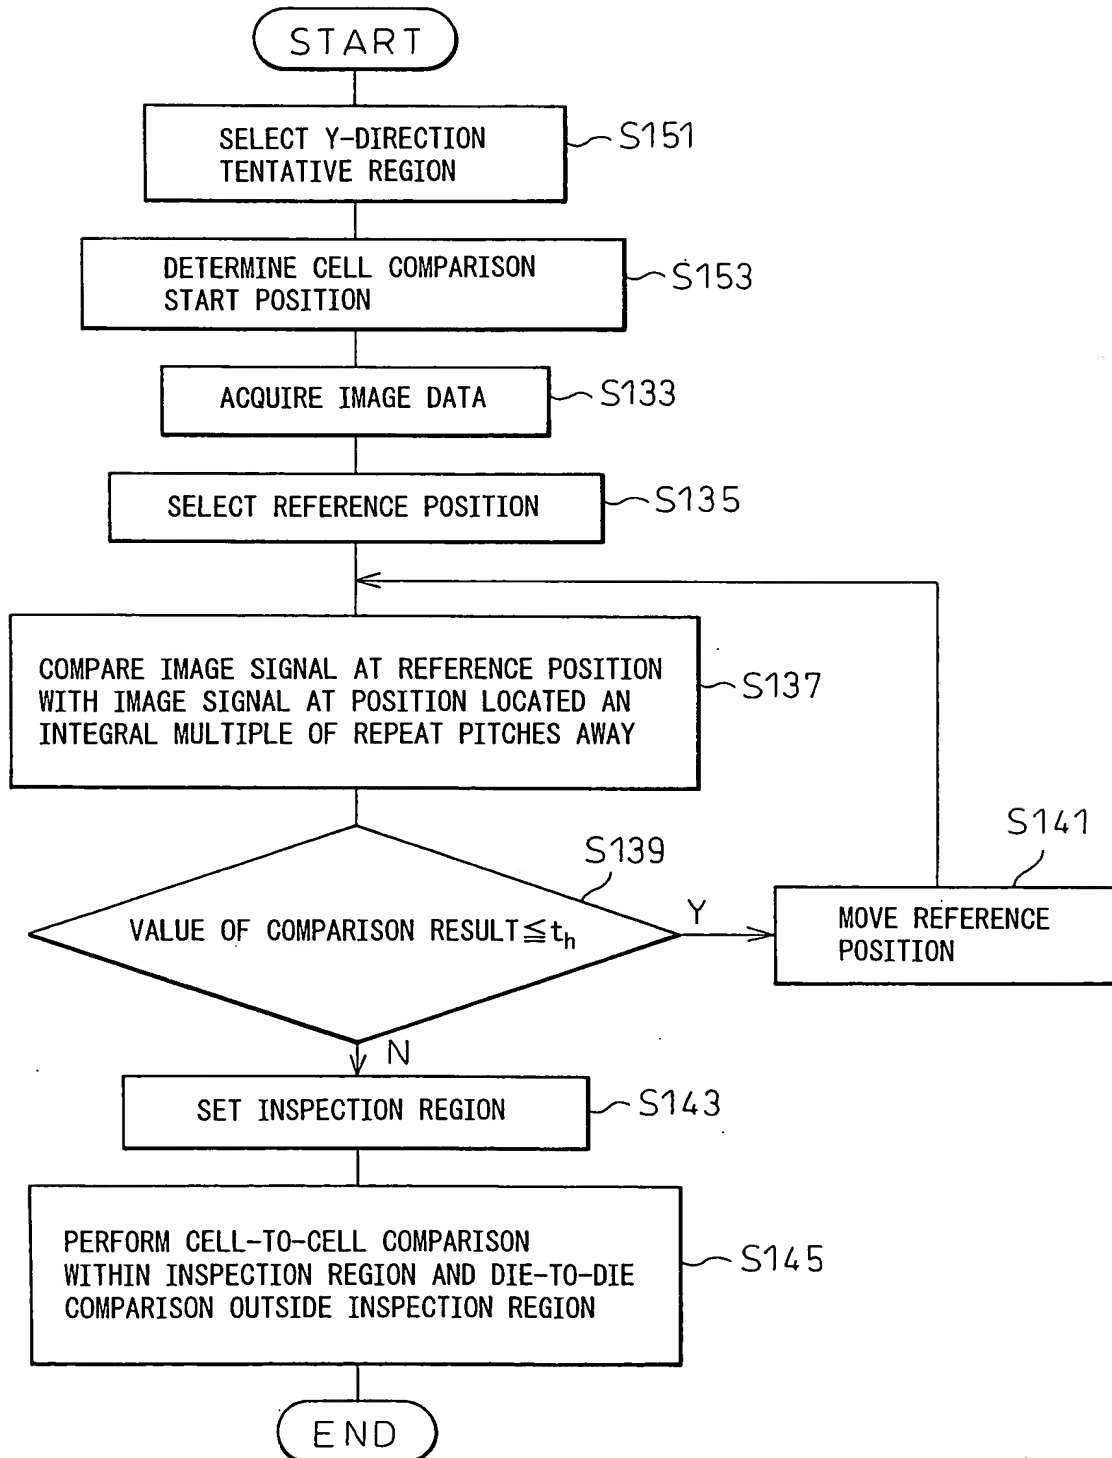 START
SELECT Y-DIRECTION
TENTATIVE REGION
S151
DETERMINE CELL COMPARISON
START POSITION
S153
ACQUIRE IMAGE DATA
S133
SELECT REFERENCE POSITION
S135
COMPARE IMAGE SIGNAL AT REFERENCE POSITION
WITH IMAGE SIGNAL AT POSITION LOCATED AN
INTEGRAL MULTIPLE OF REPEAT PITCHES AWAY
S137
S139
VALUE OF COMPARISON RESULT≦th
Y
S141
MOVE REFERENCE
POSITION
N
SET INSPECTION REGION
S143
PERFORM CELL-TO-CELL COMPARISON
WITHIN INSPECTION REGION AND DIE-TO-DIE
COMPARISON OUTSIDE INSPECTION REGION
S145
END